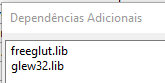 Dependências Adicionais
freeglut.lib
glew32.lib